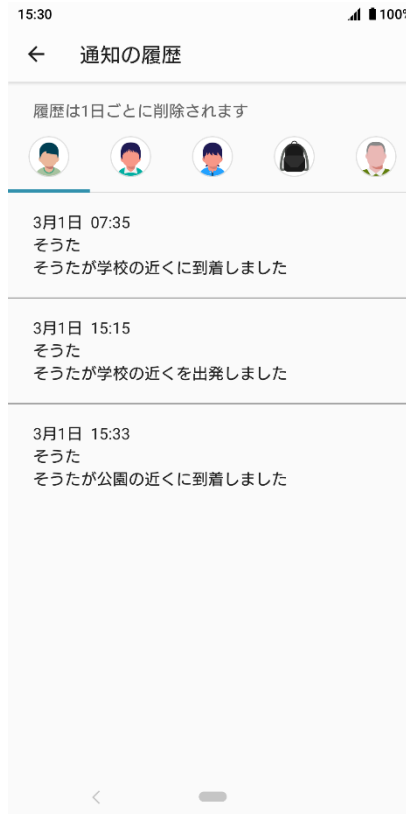 15:30
100%
通知の履歴
履歴は1日ごとに削除されます
3月1日 07:35
そうた
そうたが学校の近くに到着しました
3月1日 15:15
そうた
そうたが学校の近くを出発しました
3月1日 15:33
そうた
そうたが公園の近くに到着しました